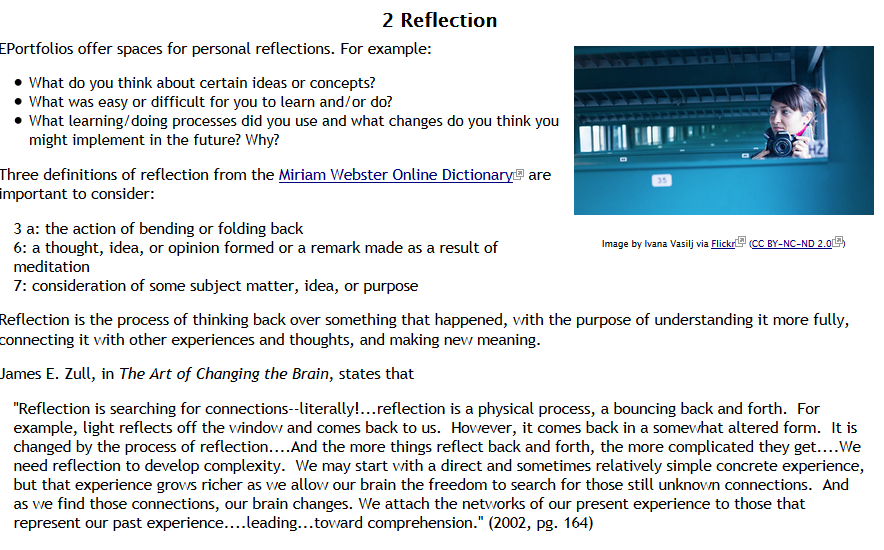 2 Reflection
EPortfolios offer spaces for personal reflections. For example:
● What do you think about certain ideas or concepts?
● What was easy or difficult for you to learn and/or do?
● What learning/doing processes did you use and what changes do you think you
might implement in the future? Why?
Three definitions of reflection from the Miriam Webster Online Dictionary are
important to consider:
3 a: the action of bending or folding back
6: a thought, idea, or opinion formed or a remark made as a result of
meditation
7: consideration of some subject matter, idea, or purpose
35
HZ
Image by Ivana Vasilj via Flickr (CC BY-NC-ND 2.0)
Reflection is the process of thinking back over something that happened, with the purpose of understanding it more fully,
connecting it with other experiences and thoughts, and making new meaning.
James E. Zull, in The Art of Changing the Brain, states that
"Reflection is searching for connections--literally!...reflection is a physical process, a bouncing back and forth.  For
example, light reflects off the window and comes back to us.  However, it comes back in a somewhat altered form.  It is
changed by the process of reflection....And the more things reflect back and forth, the more complicated they get....We
need reflection to develop complexity.  We may start with a direct and sometimes relatively simple concrete experience,
but that experience grows richer as we allow our brain the freedom to search for those still unknown connections.  And
as we find those connections, our brain changes. We attach the networks of our present experience to those that
represent our past experience....leading...toward comprehension." (2002, pg. 164)